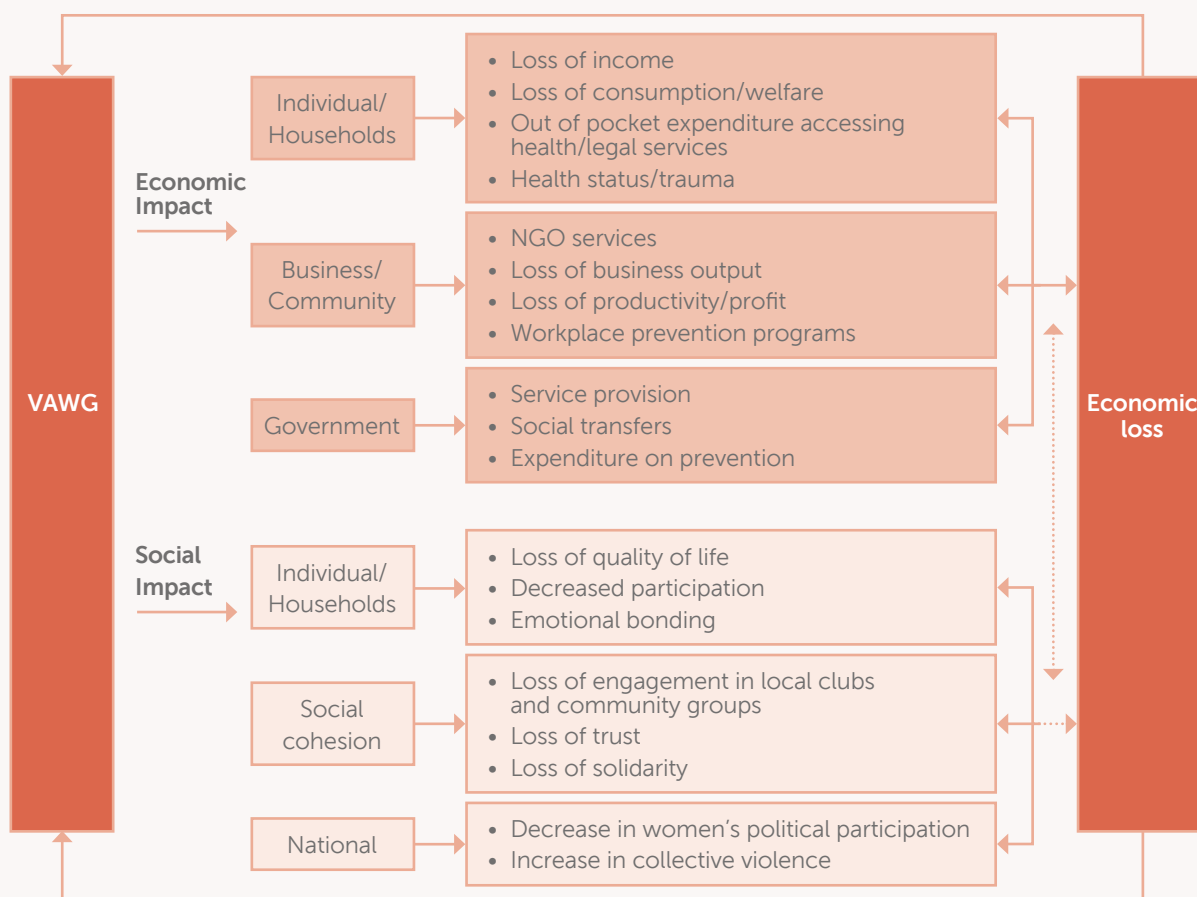 VAWG
Economic
Impact
Individual/
Households
• Loss of income
• Loss of consumption/welfare
• Out of pocket expenditure accessing
health/legal services
• Health status/trauma
Business/
Community
• NGO services
• Loss of business output
• Loss of productivity/profit
• Workplace prevention programs
Government
• Service provision
• Social transfers
• Expenditure on prevention
Social
Impact
Individual/
Households
• Loss of quality of life
• Decreased participation
• Emotional bonding
Social
cohesion
• Loss of engagement in local clubs
and community groups
• Loss of trust
• Loss of solidarity
National
• Decrease in women’s political participation
• Increase in collective violence
Economic
loss